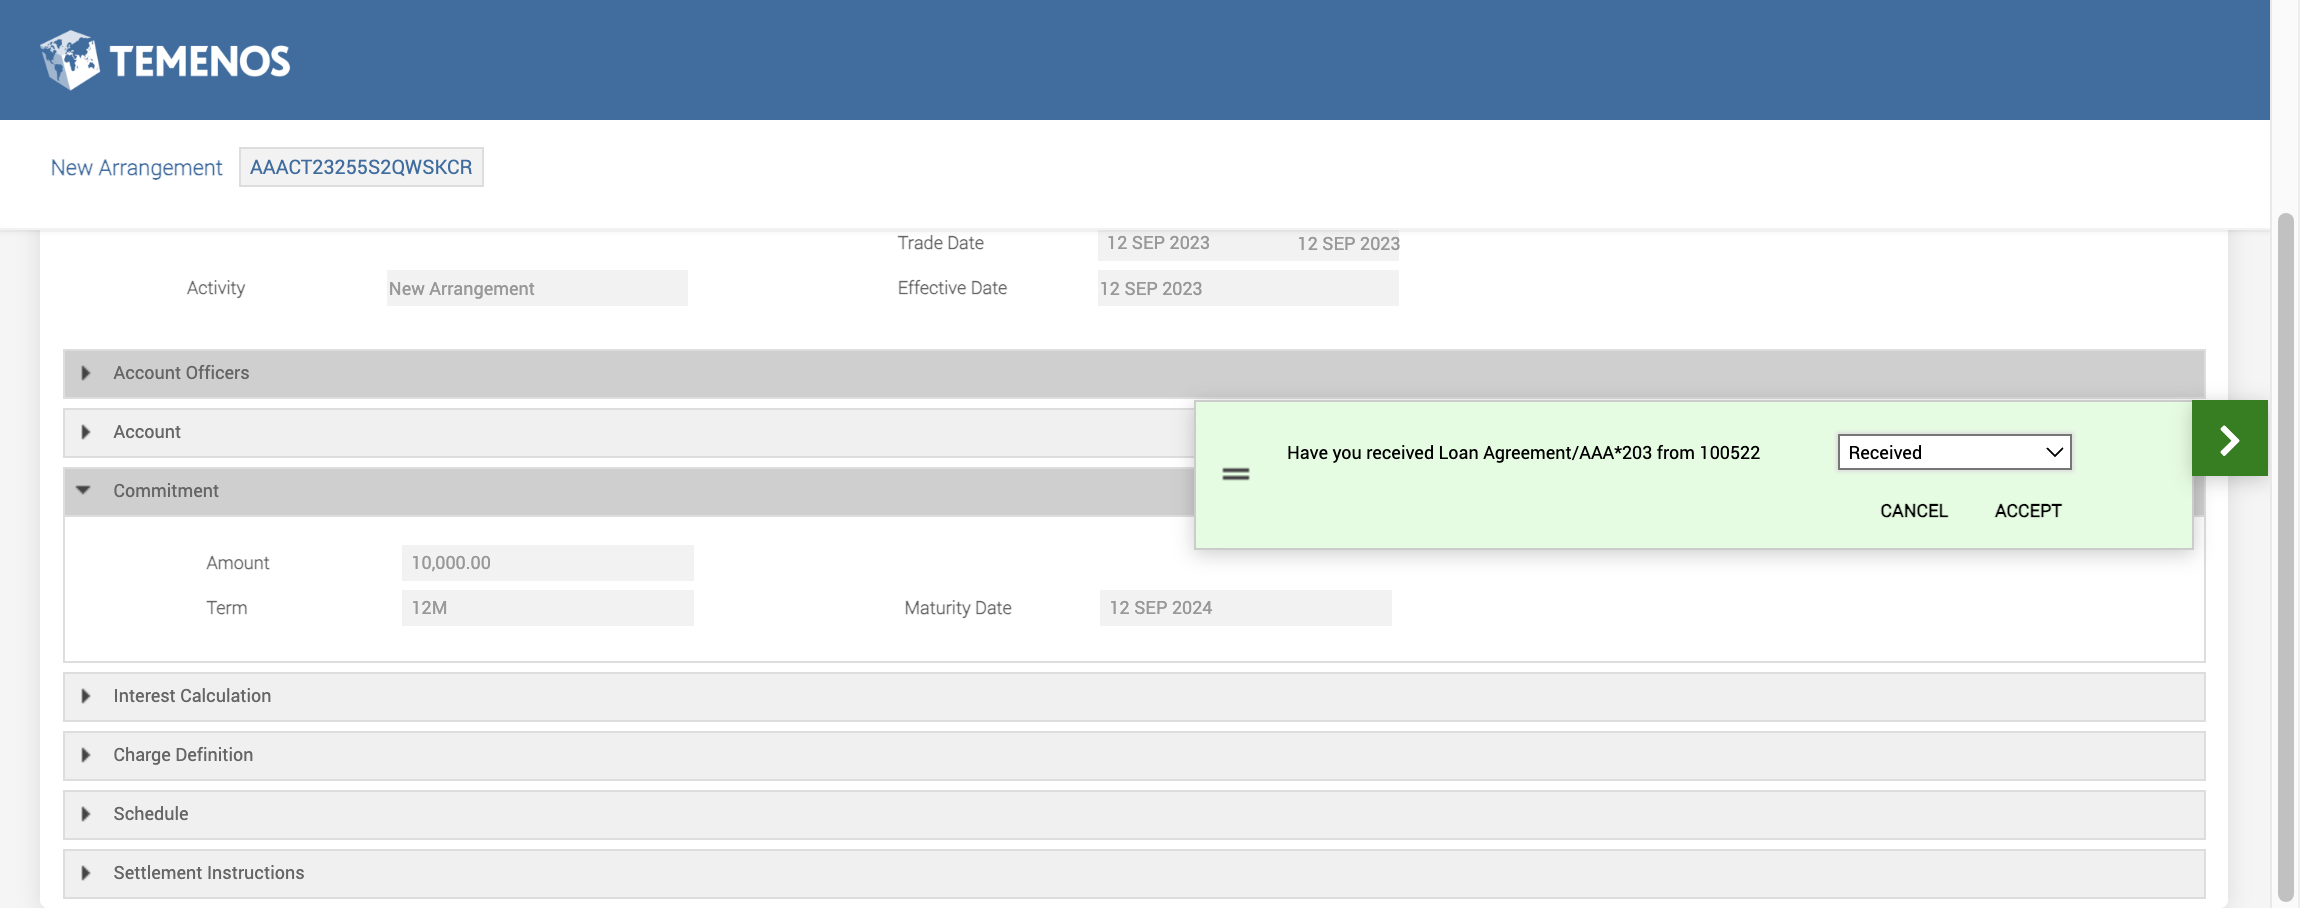 TEMENOS
New Arrangement AAACT23255S2QWSKCR
Trade Date 12 SEP 2023 12 SEP 2023
Activity New Arrangement Effective Date 12 SEP 2023
Account Officers
Account
Have you received Loan Agreement/AAA*203 from 100522 Received
Commitment
CANCEL ACCEPT
Amount 10,000.00
Term 12M Maturity Date 12 SEP 2024
Interest Calculation
Charge Definition
Schedule
Settlement Instructions